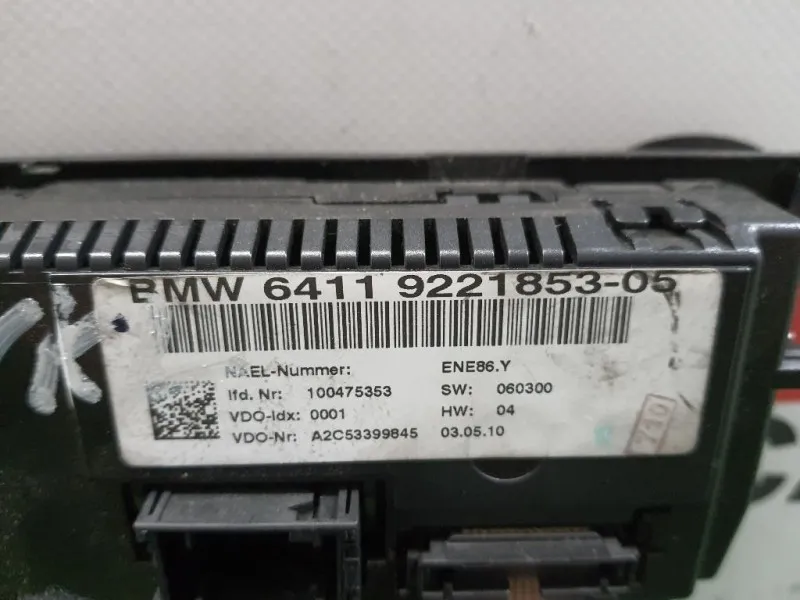 BMW 6411 9221853-05
NAEL-Nummer: ENE86.Y
lfd. Nr: 100475353 SW: 060300
VDO-Idx: 0001 HW: 04
VDO-Nr: A2C53399845 03.05.10
710